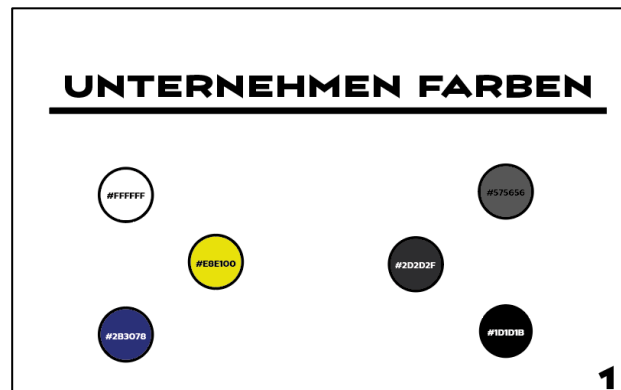 UNTERNEHMEN FARBEN
#FFFFFF
#575656
#E8E100
#2D2D2F
#2B3078
#1D1D1B
1